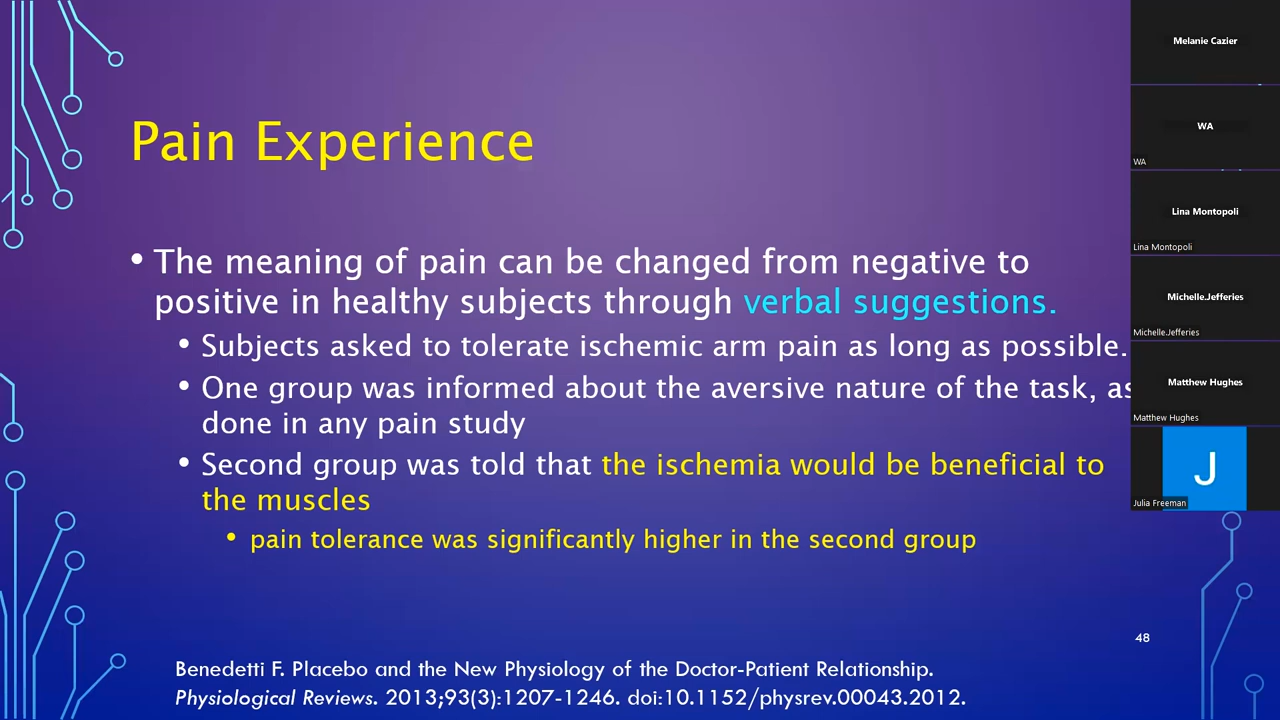 Pain Experience
• The meaning of pain can be changed from negative to
positive in healthy subjects through verbal suggestions.
• Subjects asked to tolerate ischemic arm pain as long as possible.
• One group was informed about the aversive nature of the task, as
done in any pain study
• Second group was told that the ischemia would be beneficial to
the muscles
• pain tolerance was significantly higher in the second group
48
Benedetti F. Placebo and the New Physiology of the Doctor-Patient Relationship.
Physiological Reviews. 2013;93(3):1207-1246. doi:10.1152/physrev.00043.2012.
Melanie Cazier
WA
WA
Lina Montopoli
Lina Montopoli
Michelle.Jefferies
Michelle.Jefferies
Matthew Hughes
Matthew Hughes
J
Julia Freeman